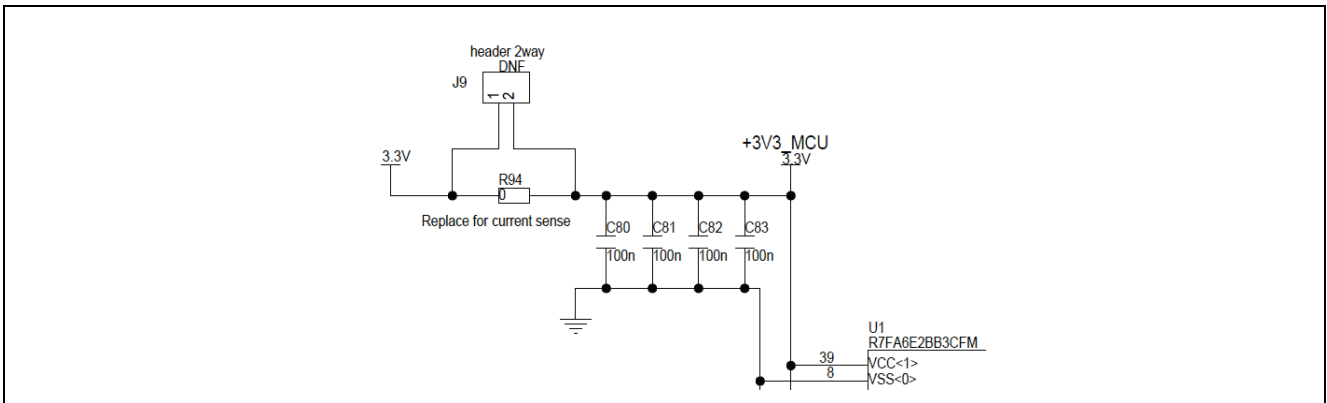 header 2way
DNF
J9
1
2
+3V3_MCU
3.3V
3.3V
R94
0
Replace for current sense
C80
C81
C82
C83
100n
100n
100n
100n
U1
R7FA6E2BB3CFM
39
VCC<1>
8
VSS<0>